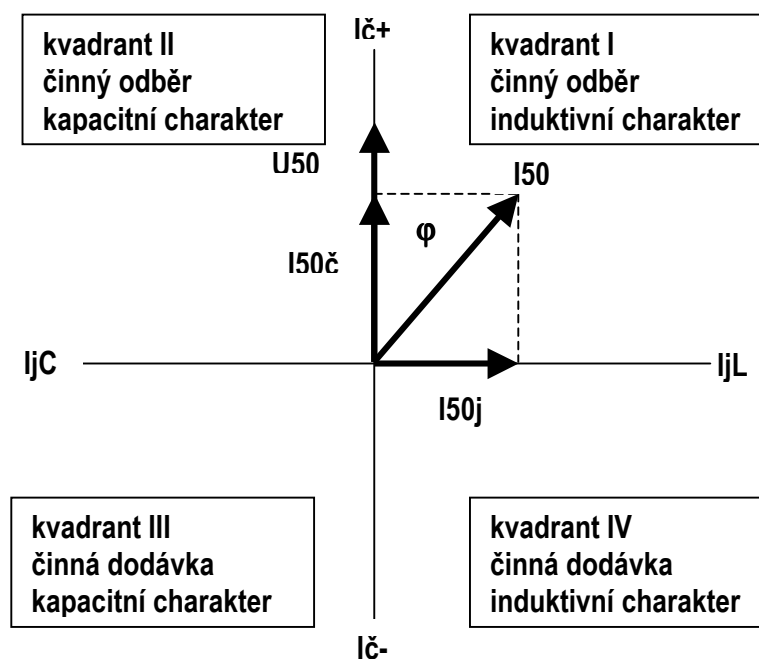 Ič+
kvadrant II
činný odběr
kapacitní charakter
kvadrant I
činný odběr
induktivní charakter
U50
I50
φ
I50č
IjC
IjL
I50j
kvadrant III
činná dodávka
kapacitní charakter
kvadrant IV
činná dodávka
induktivní charakter
Ič-